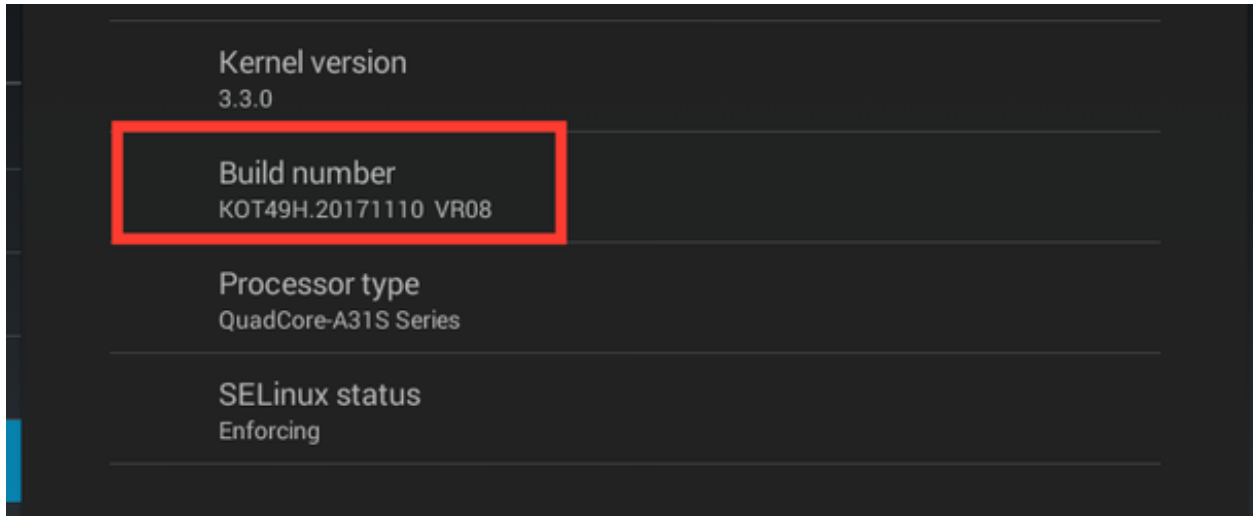 Kernel version
3.3.0
Build number
KOT49H.20171110 VR08
Processor type
QuadCore-A31S Series
SELinux status
Enforcing